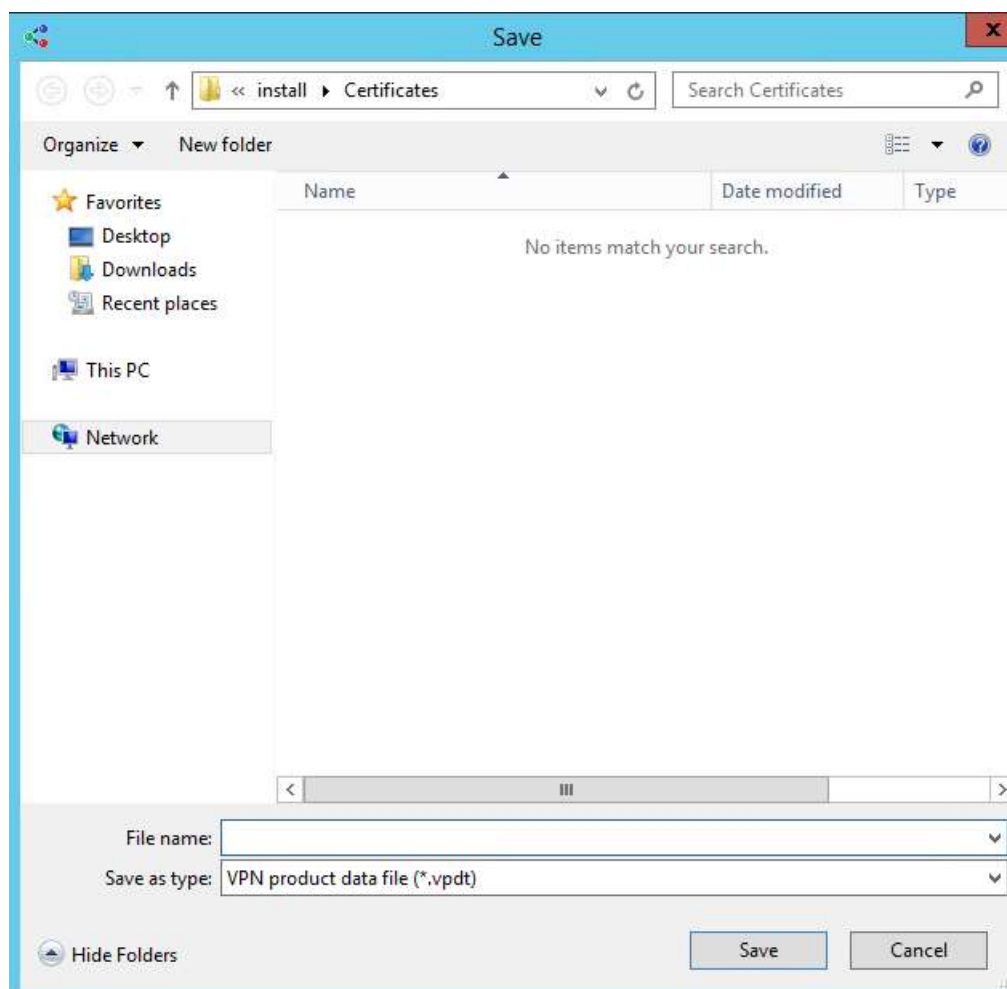 Save
x
« install ▸ Certificates
Search Certificates
Organize ▾ New folder
Favorites
Desktop
Downloads
Recent places
This PC
Network
Name Date modified Type
No items match your search.
File name:
Save as type: VPN product data file (*.vpdt)
Hide Folders
Save Cancel